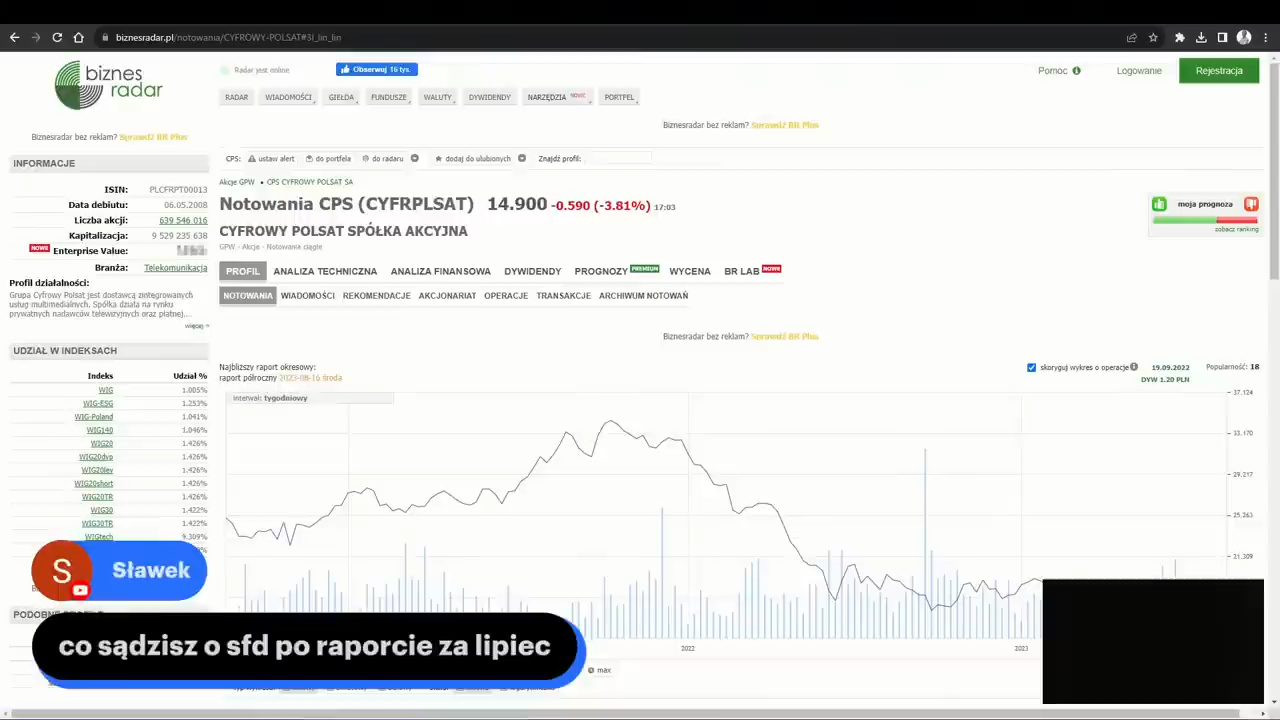 biznesradar.pl/notowania/CYFROWY-POLSAT#3l_lin_lin
biznes
radar
Radar jest online
Obserwuj 16 tys.
Pomoc
Logowanie
Rejestracja
RADAR WIADOMOŚCI GIEŁDA FUNDUSZE WALUTY DYWIDENDY NARZĘDZIA PORTFEL
Biznesradar bez reklam? Sprawdź BR Plus
Biznesradar bez reklam? Sprawdź BR Plus
CPS: ustaw alert do portfela do radaru dodaj do ulubionych Znajdź profil:
Akcje GPW • CPS CYFROWY POLSAT SA
Notowania CPS (CYFRPLSAT) 14.900 -0.590 (-3.81%) 17:03
CYFROWY POLSAT SPÓŁKA AKCYJNA
GPW - Akcje - Notowania ciągłe
moja prognoza
zobacz ranking
PROFIL ANALIZA TECHNICZNA ANALIZA FINANSOWA DYWIDENDY PROGNOZY PREMIUM WYCENA BR LAB NOWE
NOTOWANIA WIADOMOŚCI REKOMENDACJE AKCJONARIAT OPERACJE TRANSAKCJE ARCHIWUM NOTOWAŃ
INFORMACJE
ISIN: PLCFRPT00013
Data debiutu: 06.05.2008
Liczba akcji: 639 546 016
Kapitalizacja: 9 529 235 638
NOWE Enterprise Value:
Branża: Telekomunikacja
Profil działalności:
Grupa Cyfrowy Polsat jest dostawcą zintegrowanych
usług multimedialnych. Spółka działa na rynku
prywatnych nadawców telewizyjnych oraz płatnej...
więcej »
UDZIAŁ W INDEKSACH
Indeks Udział %
WIG 1.005%
WIG-ESG 1.253%
WIG-Poland 1.041%
WIG140 1.046%
WIG20 1.426%
WIG20dvp 1.426%
WIG20lev 1.426%
WIG20short 1.426%
WIG20TR 1.426%
WIG30 1.422%
WIG30TR 1.422%
WIGtech 9.309%
Biznesradar bez reklam? Sprawdź BR Plus
Najbliższy raport okresowy:
raport półroczny 2023-08-16 środa
skoryguj wykres o operacje
19.09.2022
DYW 1.20 PLN
Popularność: 18
interwał: tygodniowy
37.124
33.170
29.217
25.263
21.309
2022
2023
max
S
Sławek
co sądzisz o sfd po raporcie za lipiec